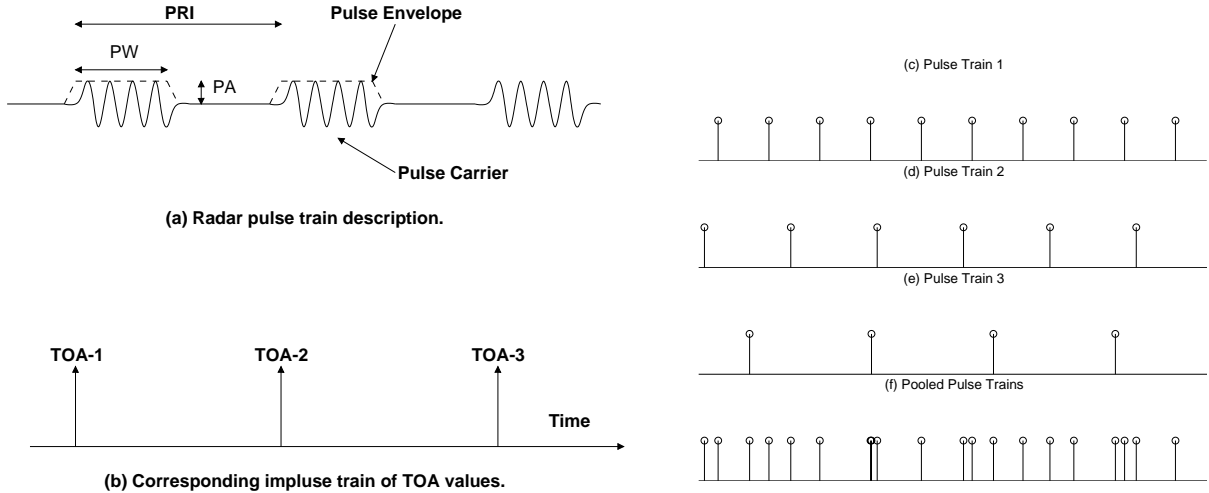 PRI
Pulse Envelope
PW
PA
Pulse Carrier
(a) Radar pulse train description.
TOA-1
TOA-2
TOA-3
Time
(b) Corresponding impluse train of TOA values.
(c) Pulse Train 1
(d) Pulse Train 2
(e) Pulse Train 3
(f) Pooled Pulse Trains